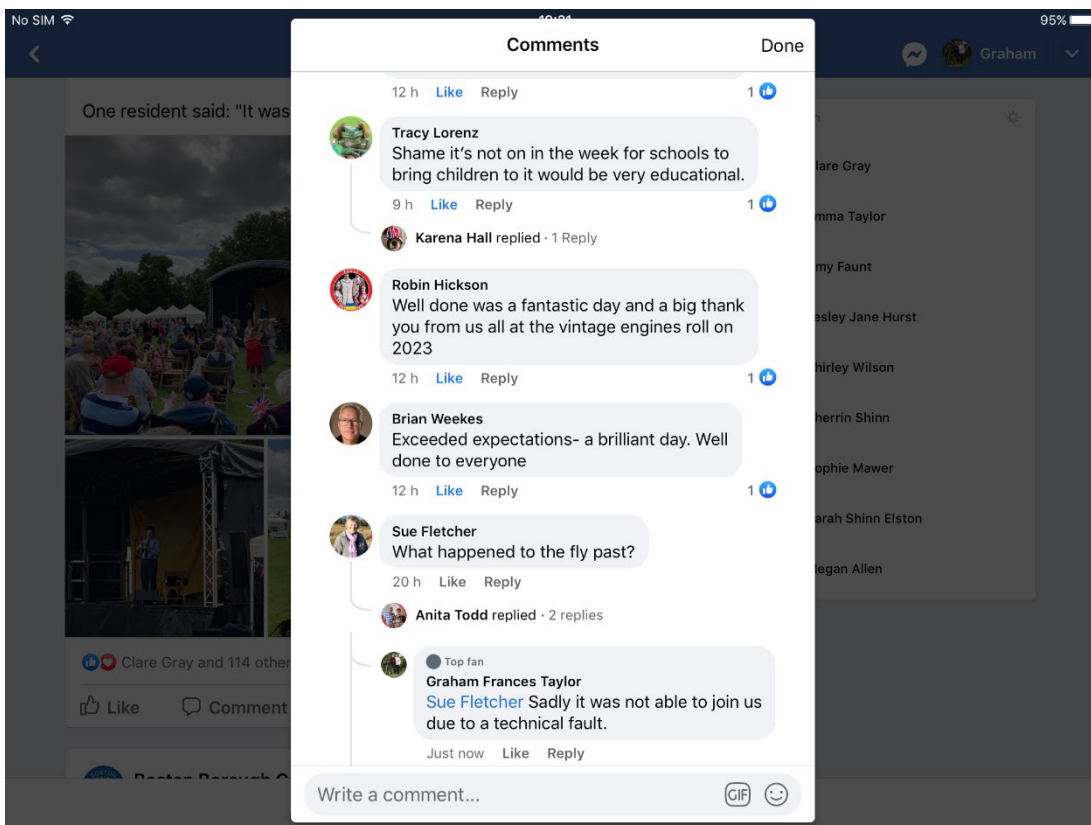 No SIM
95%
Comments
Done
Graham
One resident said: "It was
12 h Like Reply 1
Tracy Lorenz
Shame it's not on in the week for schools to
bring children to it would be very educational.
9 h Like Reply 1
Karena Hall replied · 1 Reply
Robin Hickson
Well done was a fantastic day and a big thank
you from us all at the vintage engines roll on
2023
12 h Like Reply 1
Brian Weekes
Exceeded expectations- a brilliant day. Well
done to everyone
12 h Like Reply 1
Sue Fletcher
What happened to the fly past?
20 h Like Reply
Anita Todd replied · 2 replies
Top fan
Graham Frances Taylor
Sue Fletcher Sadly it was not able to join us
due to a technical fault.
Just now Like Reply
Write a comment...
GIF
Clare Gray and 114 other
Like Comment
lare Gray
mma Taylor
my Faunt
esley Jane Hurst
hirley Wilson
herrin Shinn
ophie Mawer
arah Shinn Elston
legan Allen